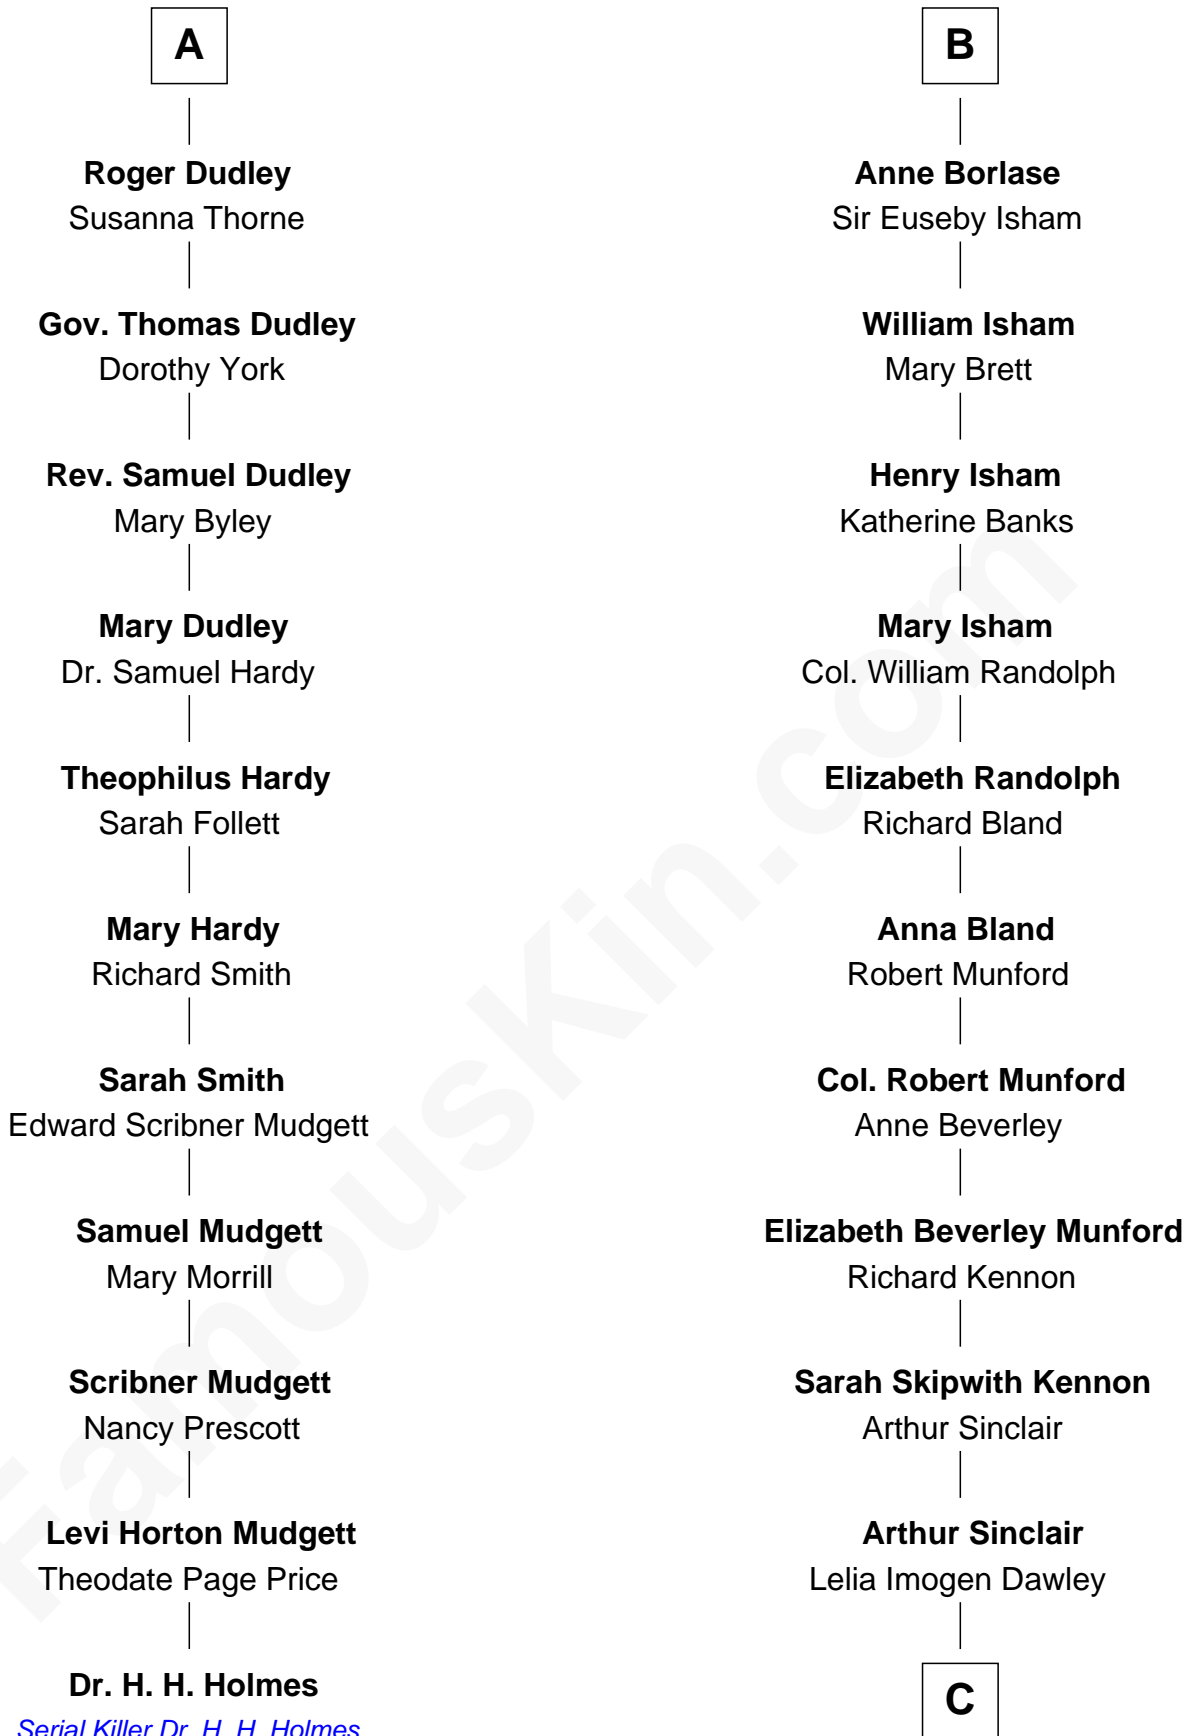 A
Roger Dudley
Susanna Thorne
Gov. Thomas Dudley
Dorothy York
Rev. Samuel Dudley
Mary Byley
Mary Dudley
Dr. Samuel Hardy
Theophilus Hardy
Sarah Follett
Mary Hardy
Richard Smith
Sarah Smith
Edward Scribner Mudgett
Samuel Mudgett
Mary Morrill
Scribner Mudgett
Nancy Prescott
Levi Horton Mudgett
Theodate Page Price
Dr. H. H. Holmes
Serial Killer Dr. H. H. Holmes
B
Anne Borlase
Sir Euseby Isham
William Isham
Mary Brett
Henry Isham
Katherine Banks
Mary Isham
Col. William Randolph
Elizabeth Randolph
Richard Bland
Anna Bland
Robert Munford
Col. Robert Munford
Anne Beverley
Elizabeth Beverley Munford
Richard Kennon
Sarah Skipwith Kennon
Arthur Sinclair
Arthur Sinclair
Lelia Imogen Dawley
C
FamousKin.com